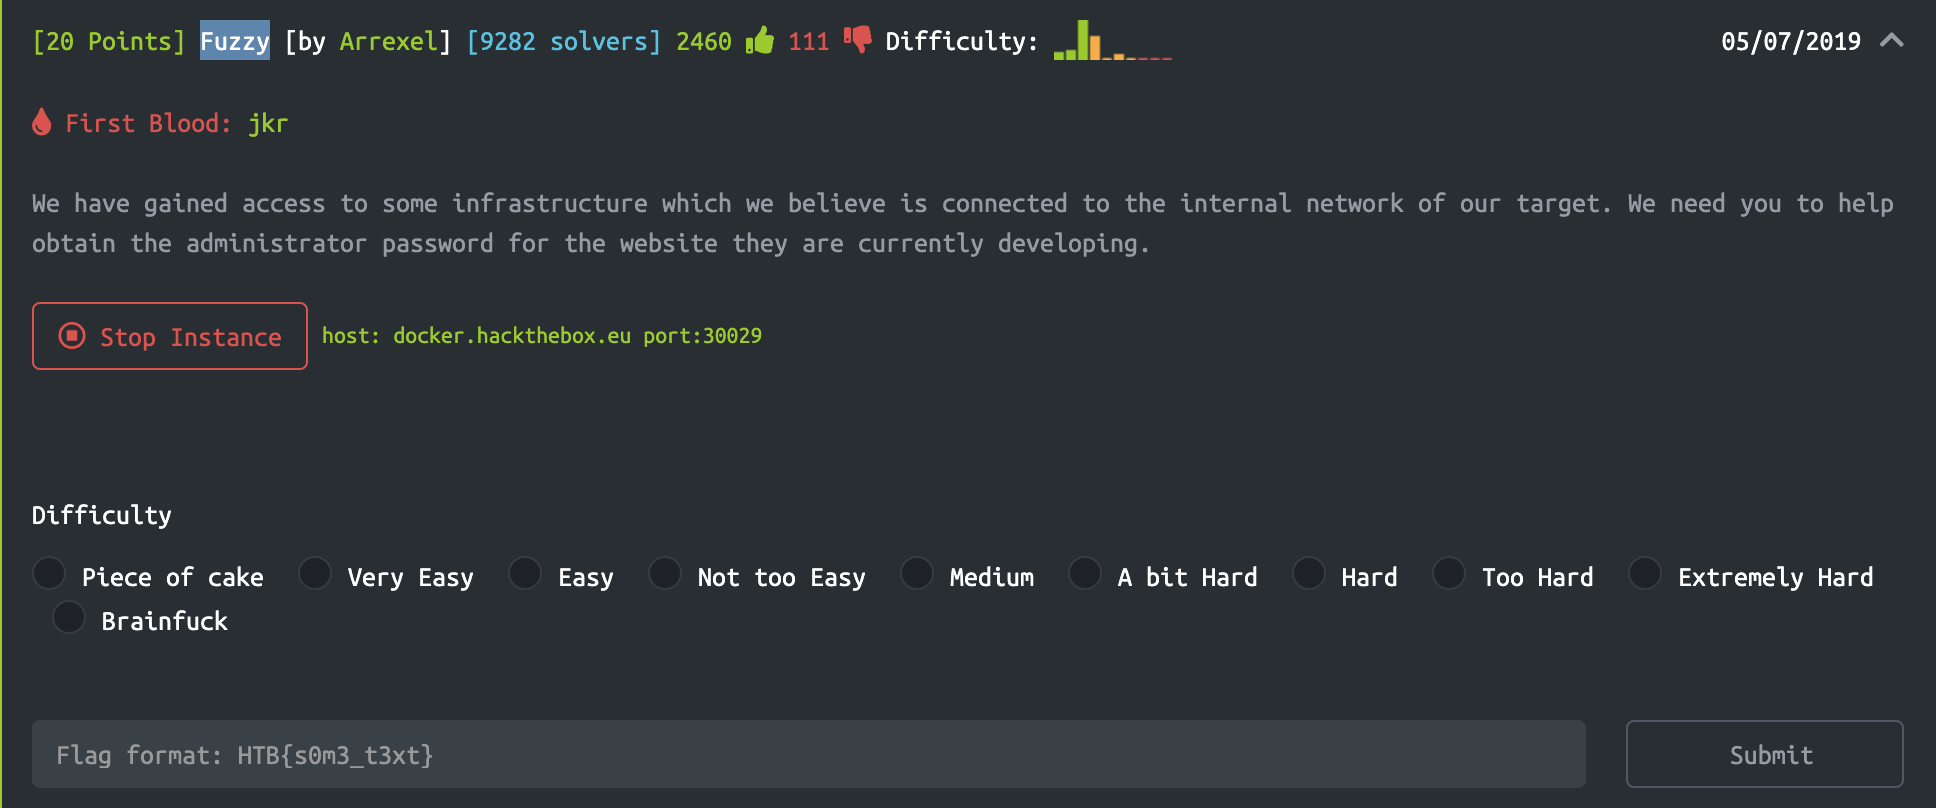 [20 Points] Fuzzy [by Arrexel] [9282 solvers] 2460 111 Difficulty: 05/07/2019
First Blood: jkr
We have gained access to some infrastructure which we believe is connected to the internal network of our target. We need you to help
obtain the administrator password for the website they are currently developing.
Stop Instance host: docker.hackthebox.eu port:30029
Difficulty
Piece of cake Very Easy Easy Not too Easy Medium A bit Hard Hard Too Hard Extremely Hard
Brainfuck
Flag format: HTB{s0m3_t3xt} Submit